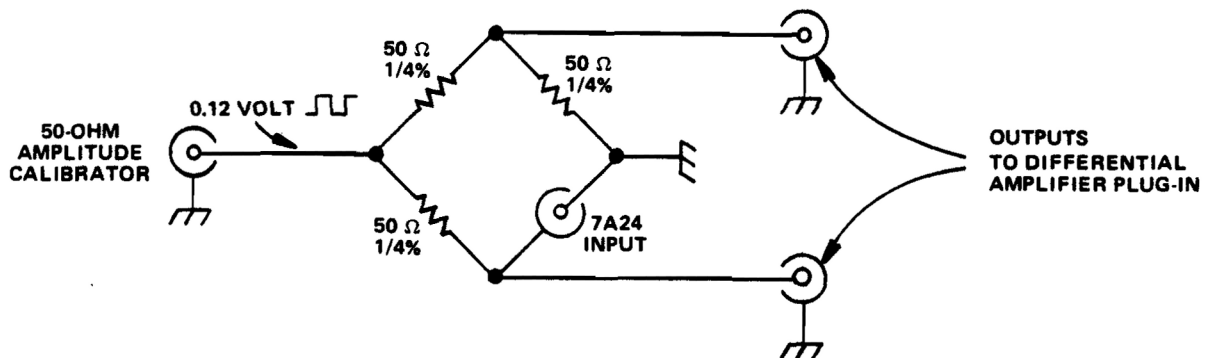 50 Ω
1/4%
50 Ω
1/4%
0.12 VOLT
50-OHM
AMPLITUDE
CALIBRATOR
OUTPUTS
TO DIFFERENTIAL
AMPLIFIER PLUG-IN
50 Ω
1/4%
7A24
INPUT